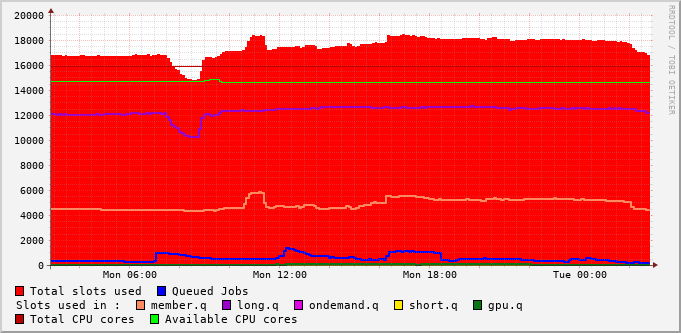 20000
18000
16000
14000
12000
10000
8000
6000
4000
2000
0
Mon 06:00 Mon 12:00 Mon 18:00 Tue 00:00
RRDTOOL / TOBI OETIKER
Total slots used Queued Jobs
Slots used in : member.q long.q ondemand.q short.q gpu.q
Total CPU cores Available CPU cores